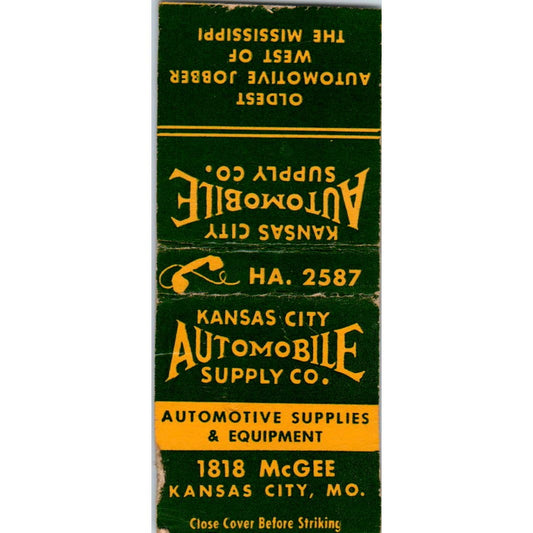 OLDEST
AUTOMOTIVE JOBBER
WEST OF
THE MISSISSIPPI
KANSAS CITY
AUTOMOBILE
SUPPLY CO.
HA. 2587
KANSAS CITY
AUTOMOBILE
SUPPLY CO.
AUTOMOTIVE SUPPLIES
& EQUIPMENT
1818 McGEE
KANSAS CITY, MO.
Close Cover Before Striking